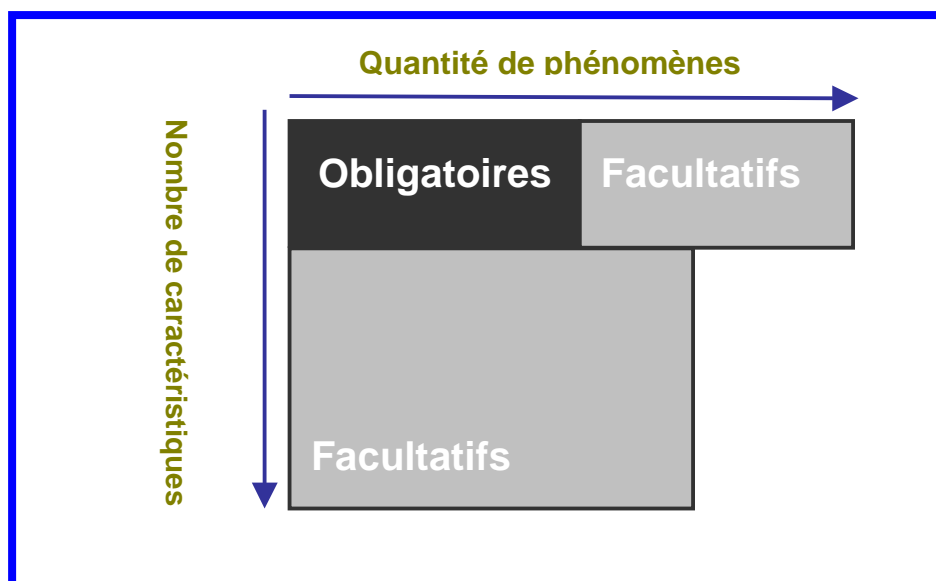 Quantité de phénomènes
Nombre de caractéristiques
Obligatoires
Facultatifs
Facultatifs